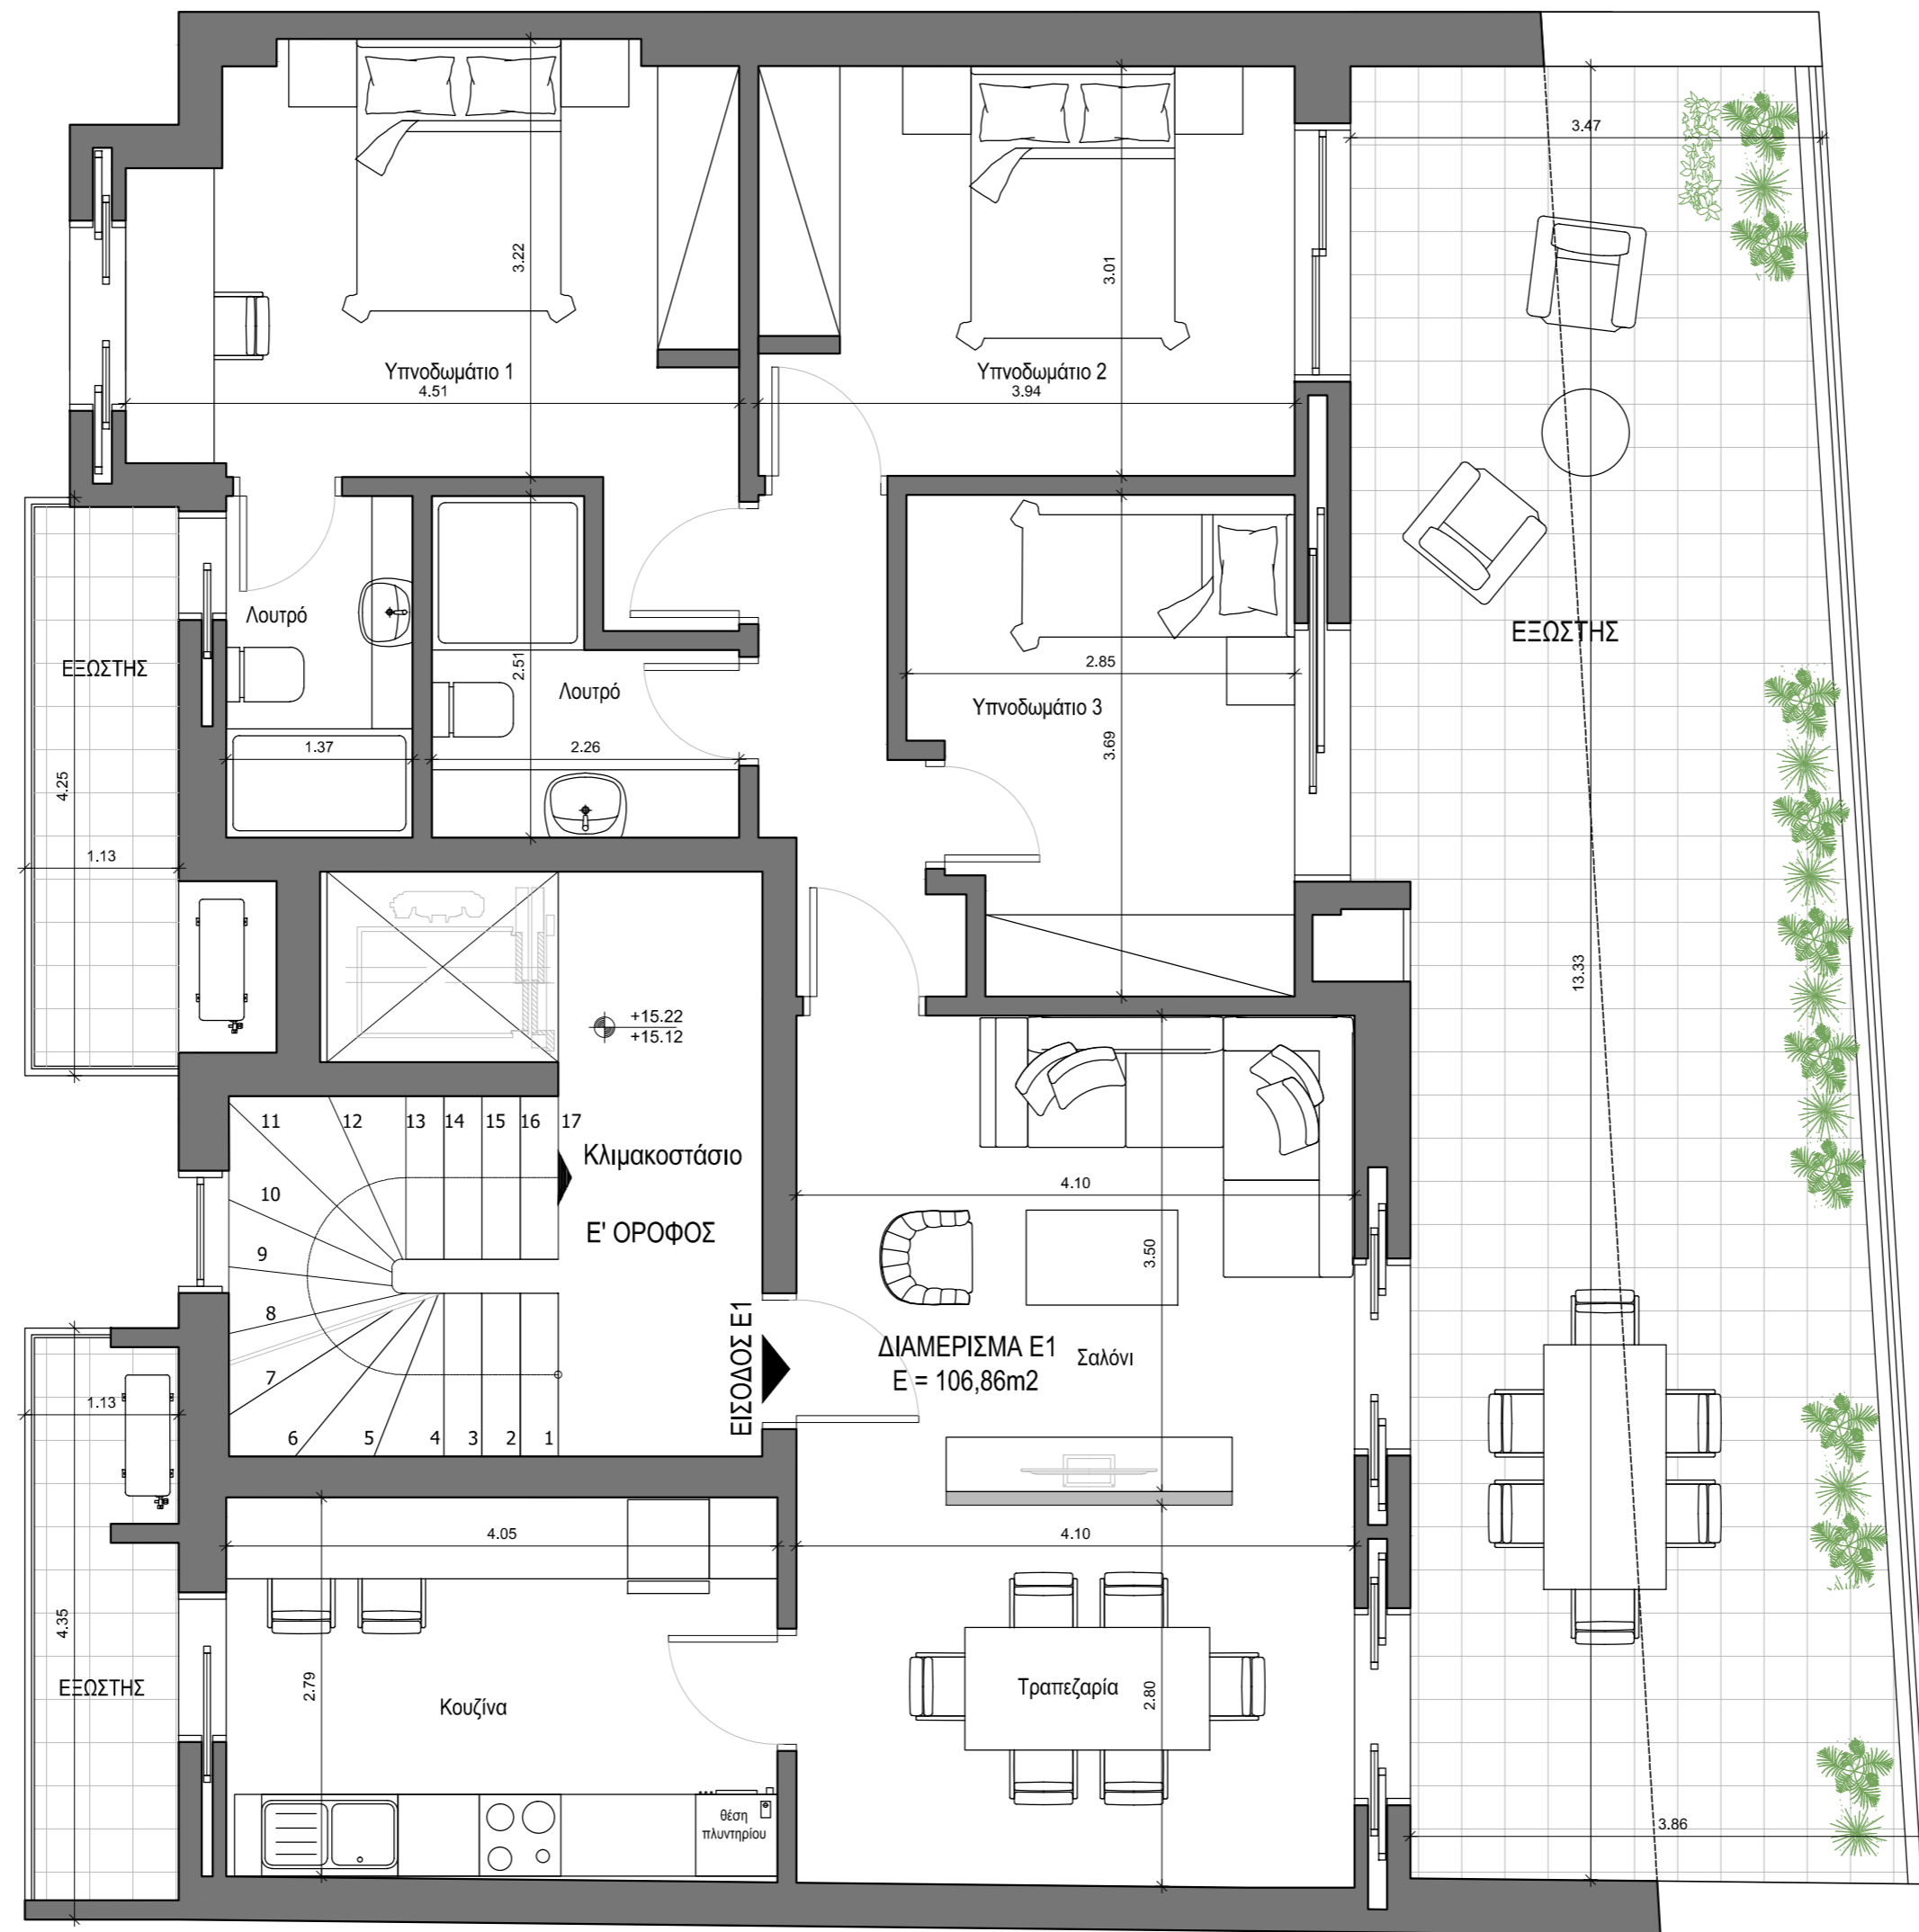 3.47
3.22
3.01
Υπνοδωμάτιο 1
4.51
Υπνοδωμάτιο 2
3.94
Λουτρό
ΕΞΩΣΤΗΣ
2.51
Λουτρό
2.85
Υπνοδωμάτιο 3
ΕΞΩΣΤΗΣ
1.37
2.26
3.69
4.25
1.13
13.33
+15.22
+15.12
11
12
13
14
15
16
17
Κλιμακοστάσιο
10
4.10
Ε' ΟΡΟΦΟΣ
9
3.50
8
ΕΙΣΟΔΟΣ Ε1
ΔΙΑΜΕΡΙΣΜΑ Ε1
Ε = 106,86m2
Σαλόνι
7
1.13
6
5
4
3
2
1
4.05
4.10
4.35
ΕΞΩΣΤΗΣ
2.79
Κουζίνα
Τραπεζαρία
2.80
θέση
πλυντηρίου
3.86